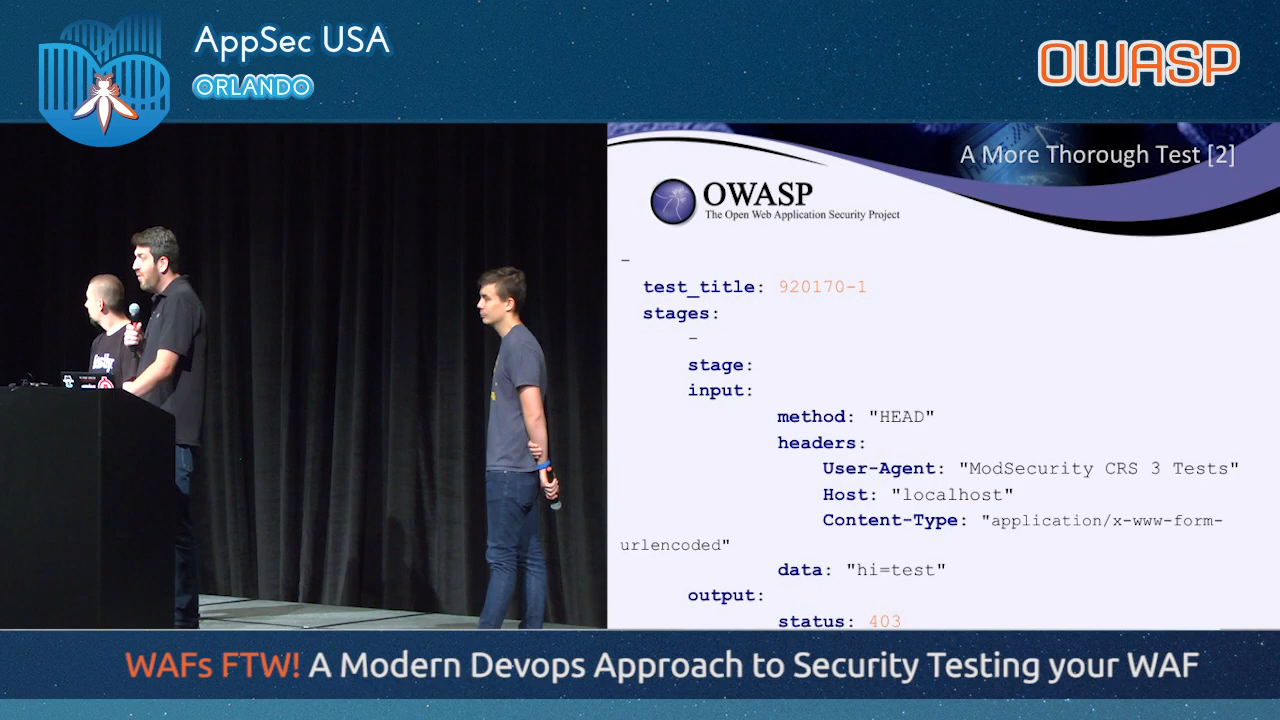 AppSec USA
ORLANDO
OWASP
A More Thorough Test [2]
OWASP
The Open Web Application Security Project
-
test_title: 920170-1
stages:
-
stage:
input:
method: "HEAD"
headers:
User-Agent: "ModSecurity CRS 3 Tests"
Host: "localhost"
Content-Type: "application/x-www-form-
urlencoded"
data: "hi=test"
output:
status: 403
WAFs FTW! A Modern Devops Approach to Security Testing your WAF